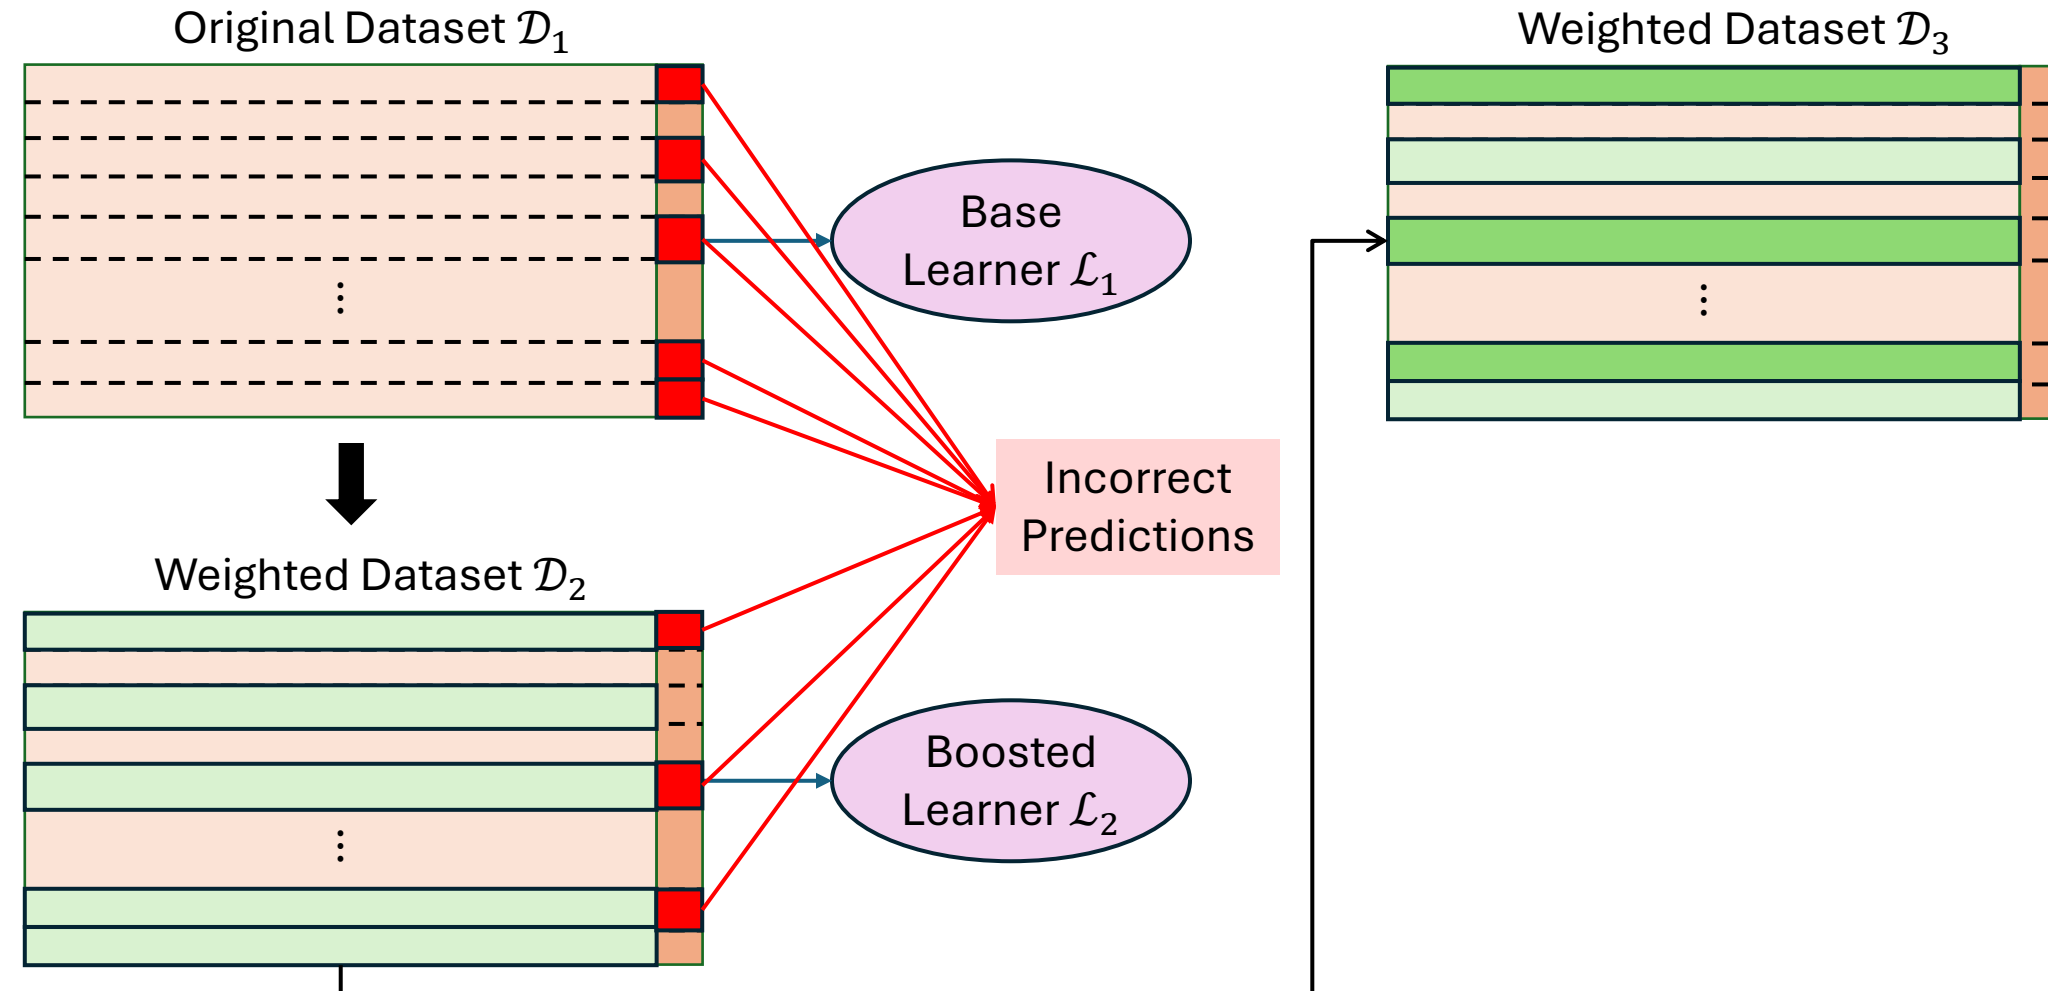 Original Dataset 𝒟₁
Base
Learner ℒ₁
Incorrect
Predictions
Weighted Dataset 𝒟₂
Boosted
Learner ℒ₂
Weighted Dataset 𝒟₃